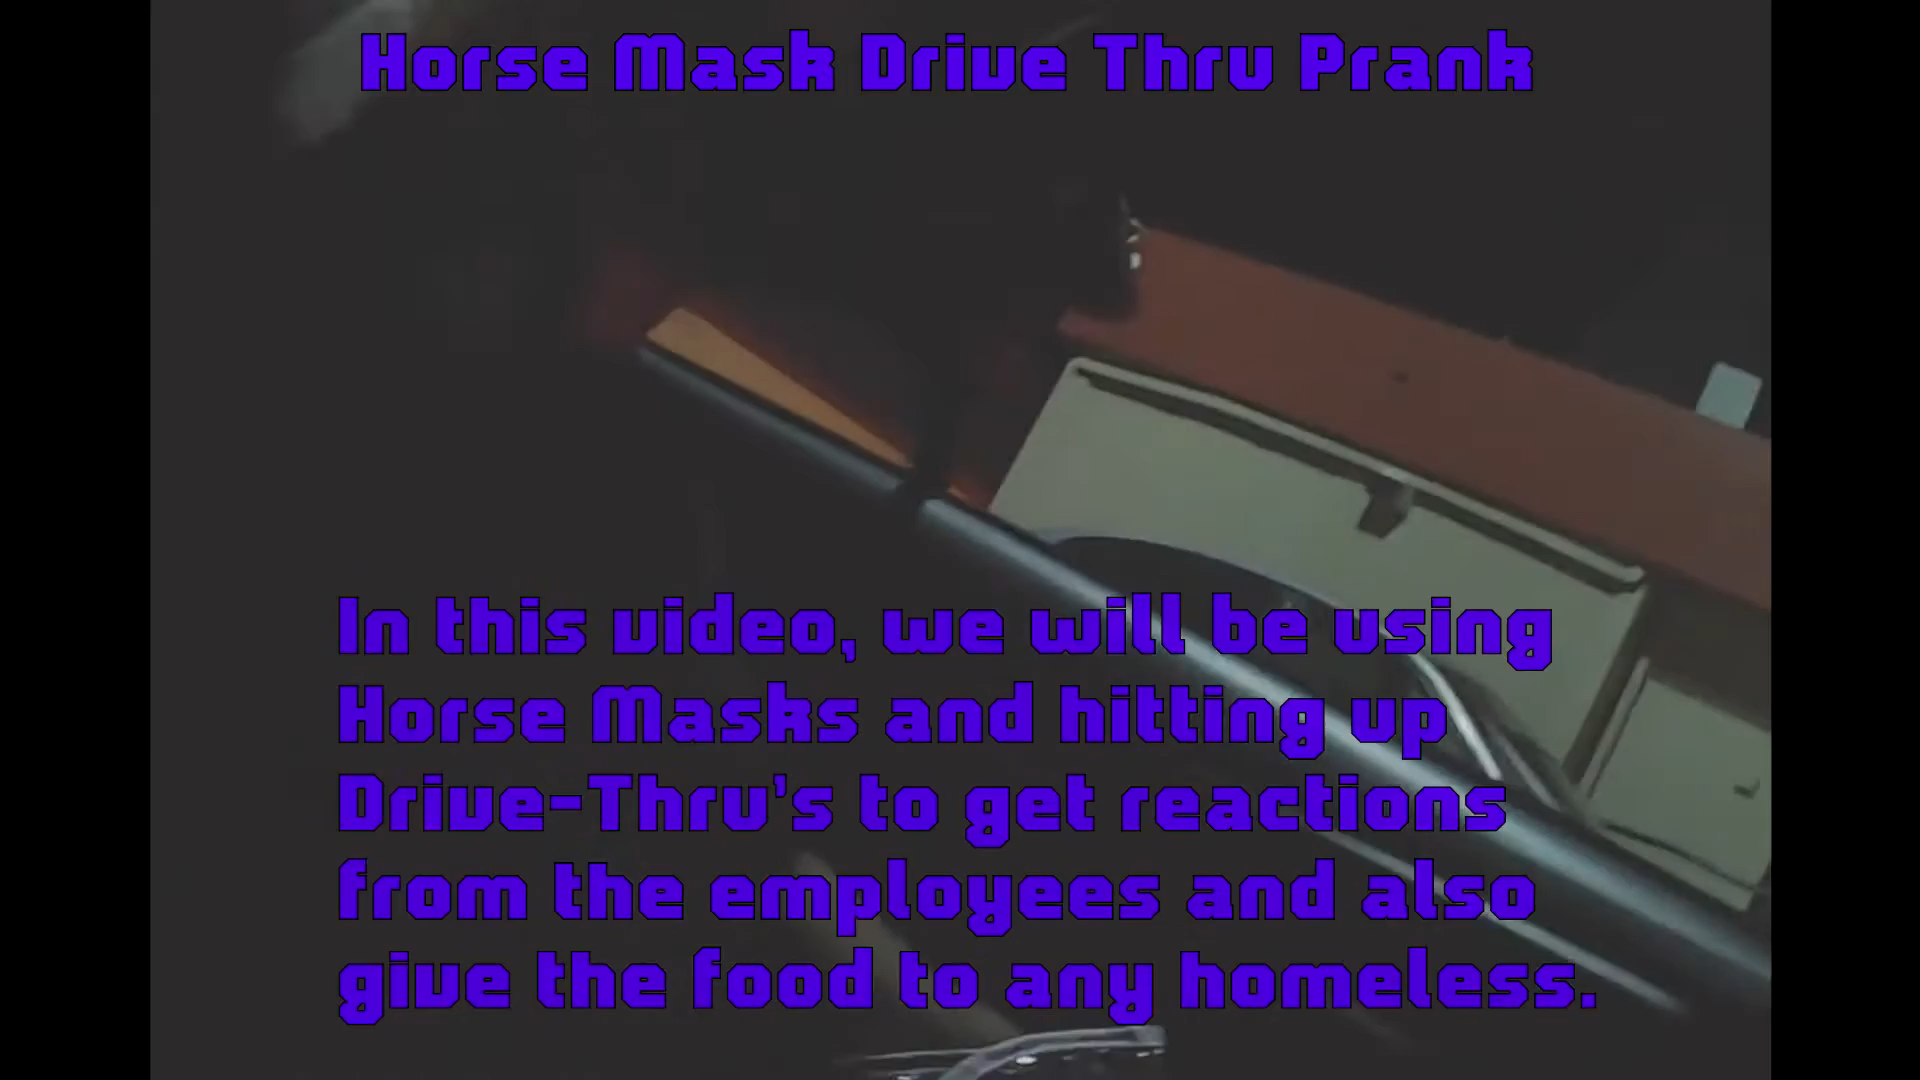 Horse Mask Drive Thru Prank
In this video, we will be using
Horse Masks and hitting up
Drive-Thru's to get reactions
from the employees and also
give the food to any homeless.